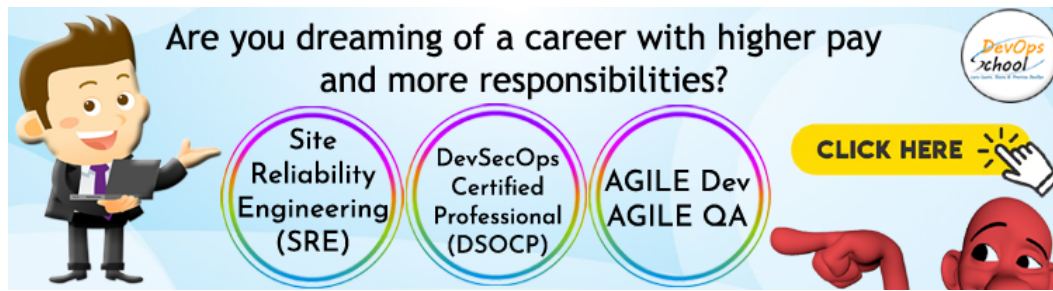 Are you dreaming of a career with higher pay
and more responsibilities?
DevOps
School
Site
Reliability
Engineering
(SRE)
DevSecOps
Certified
Professional
(DSOCP)
AGILE Dev
AGILE QA
CLICK HERE